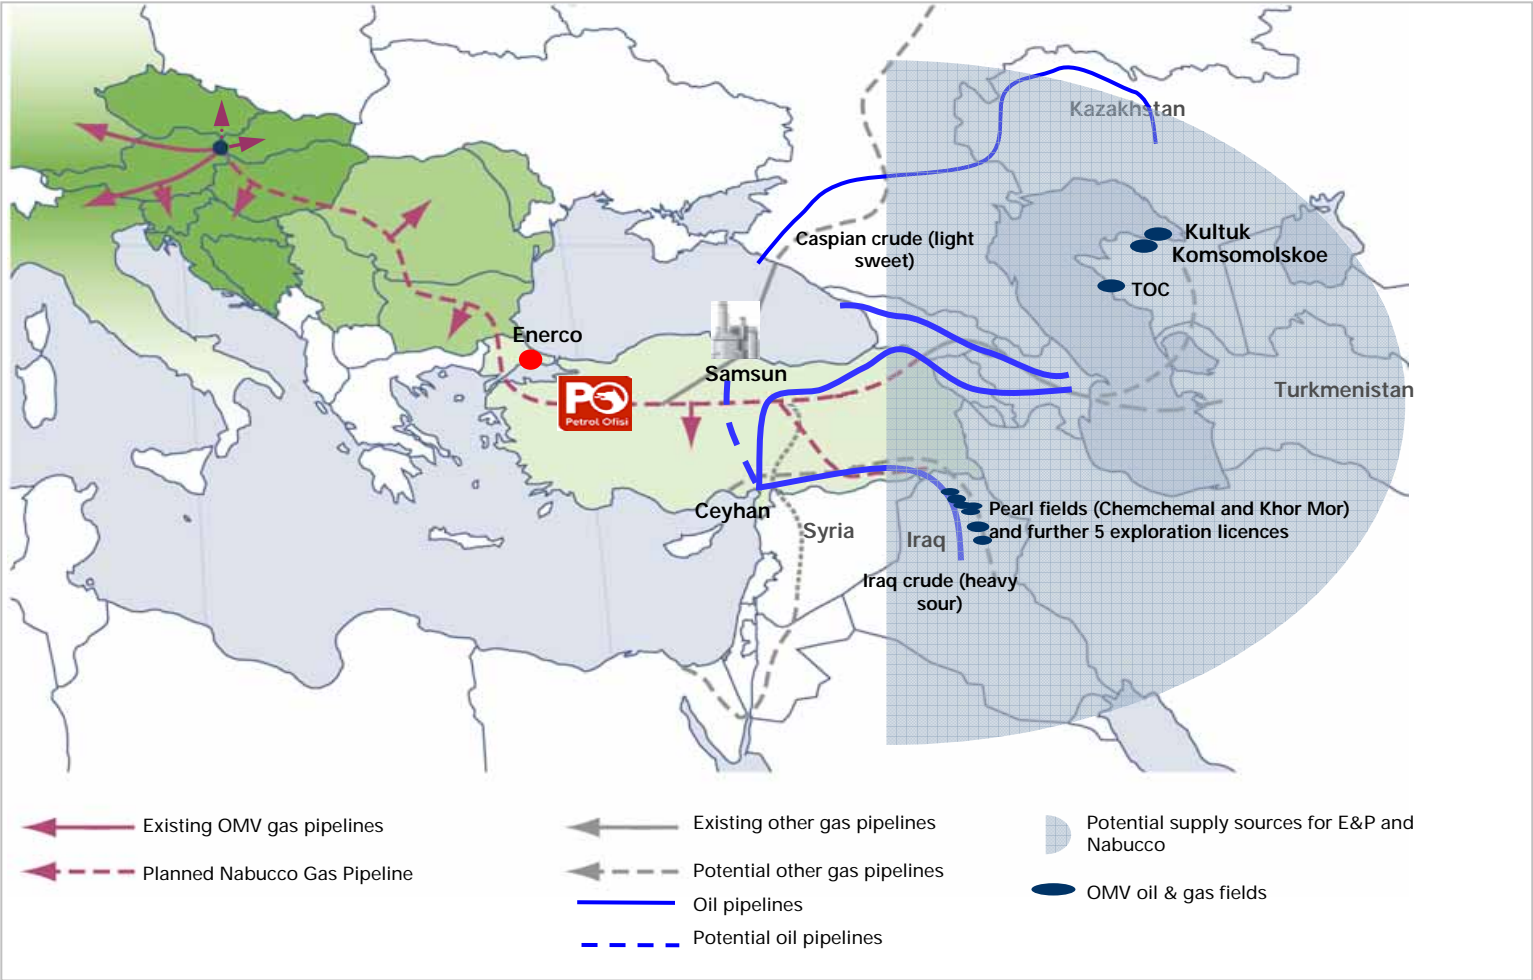 Kazakhstan
Caspian crude (light
sweet)
Kultuk
Komsomolskoe
TOC
Enerco
Samsun
PO
Petrol Ofisi
Turkmenistan
Ceyhan
Syria
Iraq
Pearl fields (Chemchemal and Khor Mor)
and further 5 exploration licences
Iraq crude (heavy
sour)
Existing OMV gas pipelines
Planned Nabucco Gas Pipeline
Existing other gas pipelines
Potential other gas pipelines
Oil pipelines
Potential oil pipelines
Potential supply sources for E&P and
Nabucco
OMV oil & gas fields